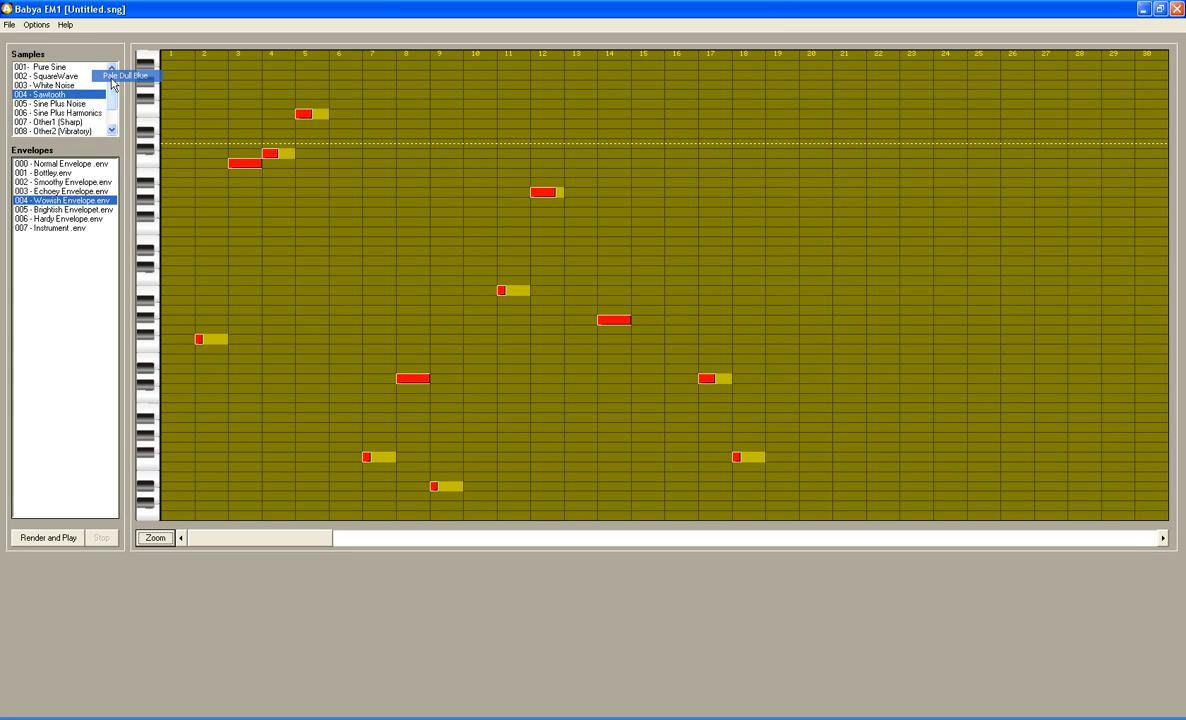 Babya EM1 [Untitled.sng]
File Options Help
Samples
001- Pure Sine
002 - SquareWave
Pale Dull Blue
003 - White Noise
004 - Sawtooth
005 - Sine Plus Noise
006 - Sine Plus Harmonics
007 - Other1 (Sharp)
008 - Other2 (Vibratory)
Envelopes
000 - Normal Envelope .env
001 - Bottley.env
002 - Smoothy Envelope.env
003 - Echoey Envelope.env
004 - Wowish Envelope.env
005 - Brightish Envelopet.env
006 - Hardy Envelope.env
007 - Instrument .env
Render and Play Stop
1 2 3 4 5 6 7 8 9 10 11 12 13 14 15 16 17 18 19 20 21 22 23 24 25 26 27 28 29 30
Zoom